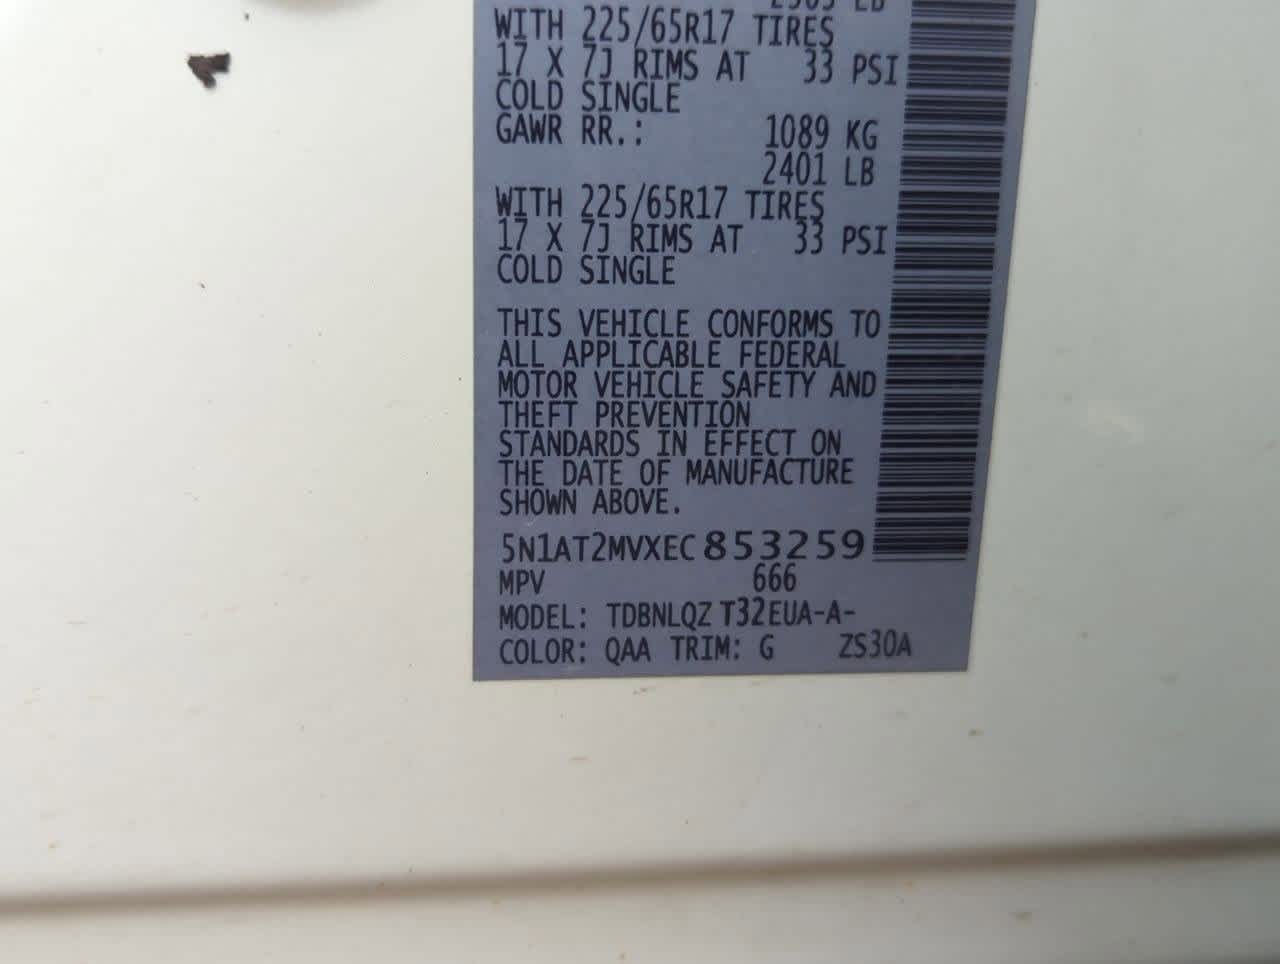 WITH 225/65R17 TIRES
17 X 7J RIMS AT 33 PSI
COLD SINGLE
GAWR RR.: 1089 KG
2401 LB
WITH 225/65R17 TIRES
17 X 7J RIMS AT 33 PSI
COLD SINGLE
THIS VEHICLE CONFORMS TO
ALL APPLICABLE FEDERAL
MOTOR VEHICLE SAFETY AND
THEFT PREVENTION
STANDARDS IN EFFECT ON
THE DATE OF MANUFACTURE
SHOWN ABOVE.
5N1AT2MVXEC853259
MPV 666
MODEL: TDBNLQZ T32EUA-A-
COLOR: QAA TRIM: G ZS30A